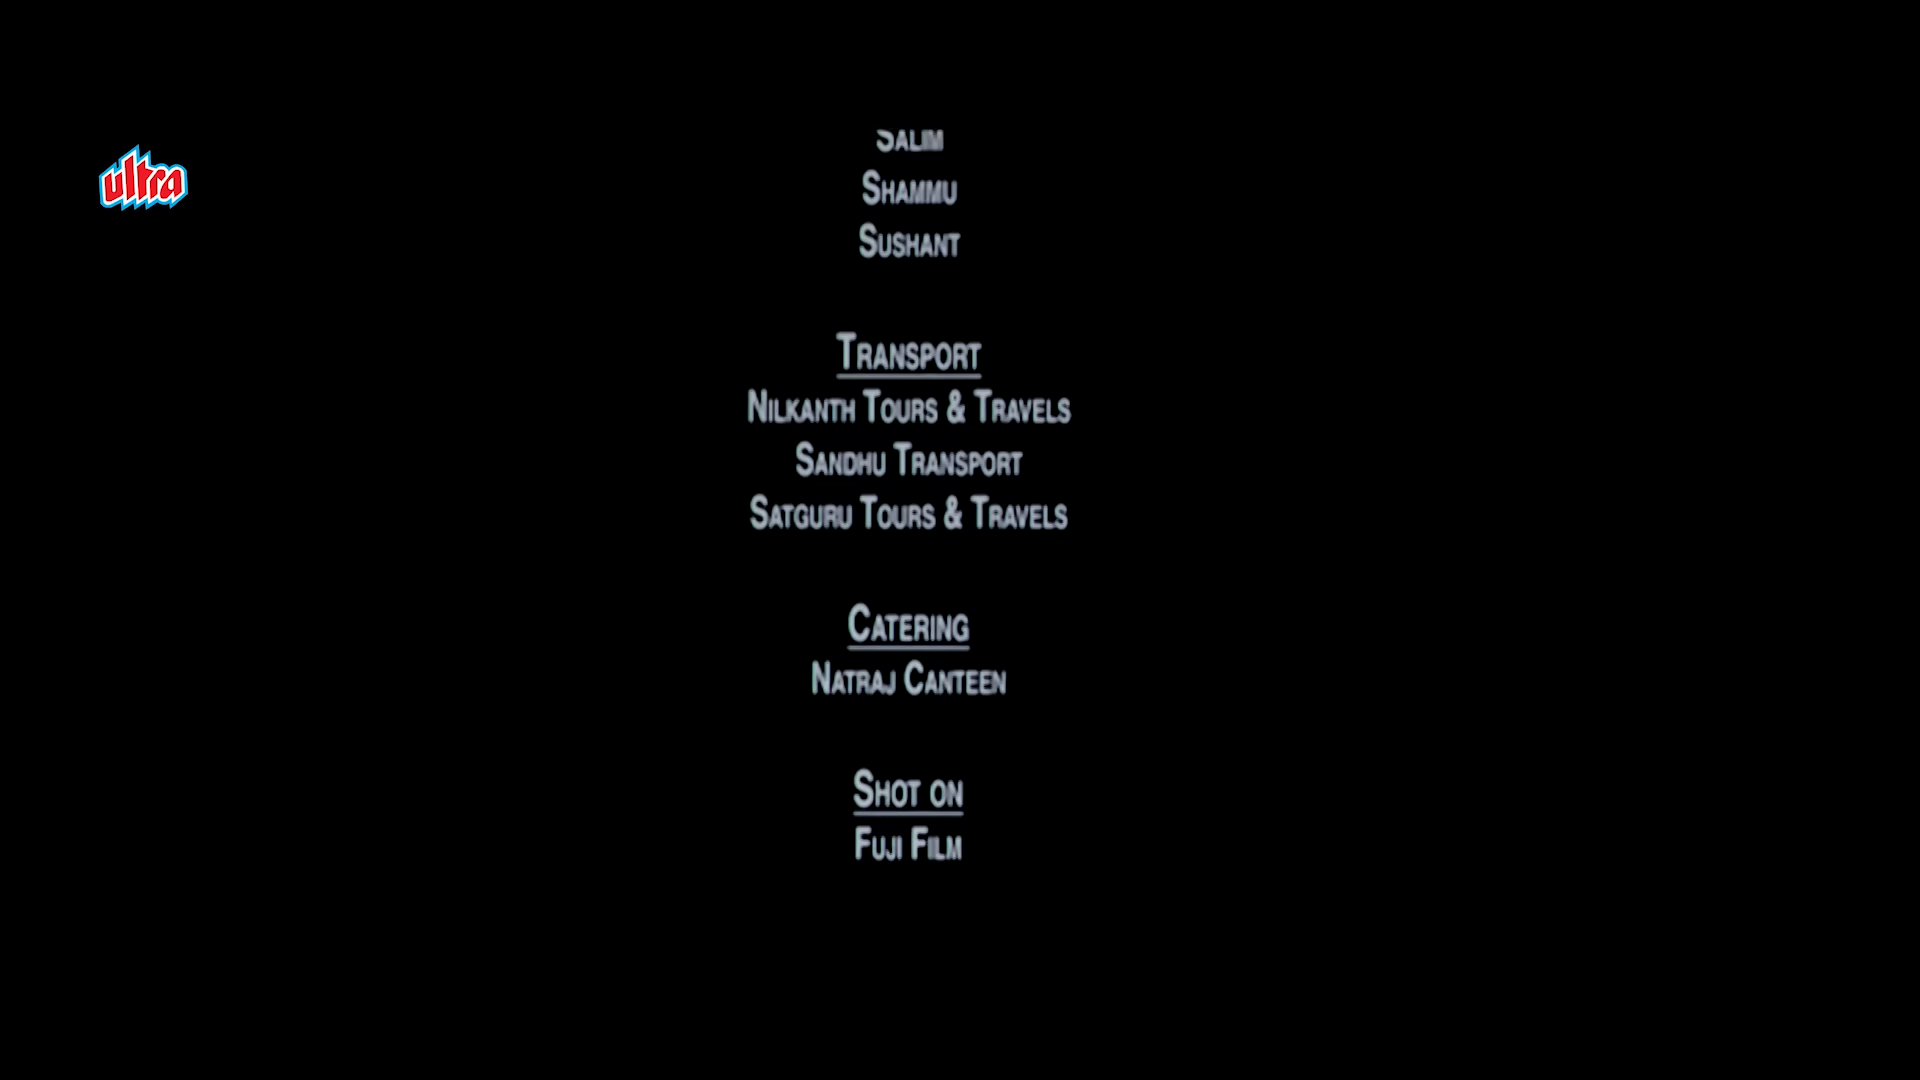 Salim
ultra
Shammu
Sushant
Transport
Nilkanth Tours & Travels
Sandhu Transport
Satguru Tours & Travels
Catering
Natraj Canteen
Shot on
Fuji Film